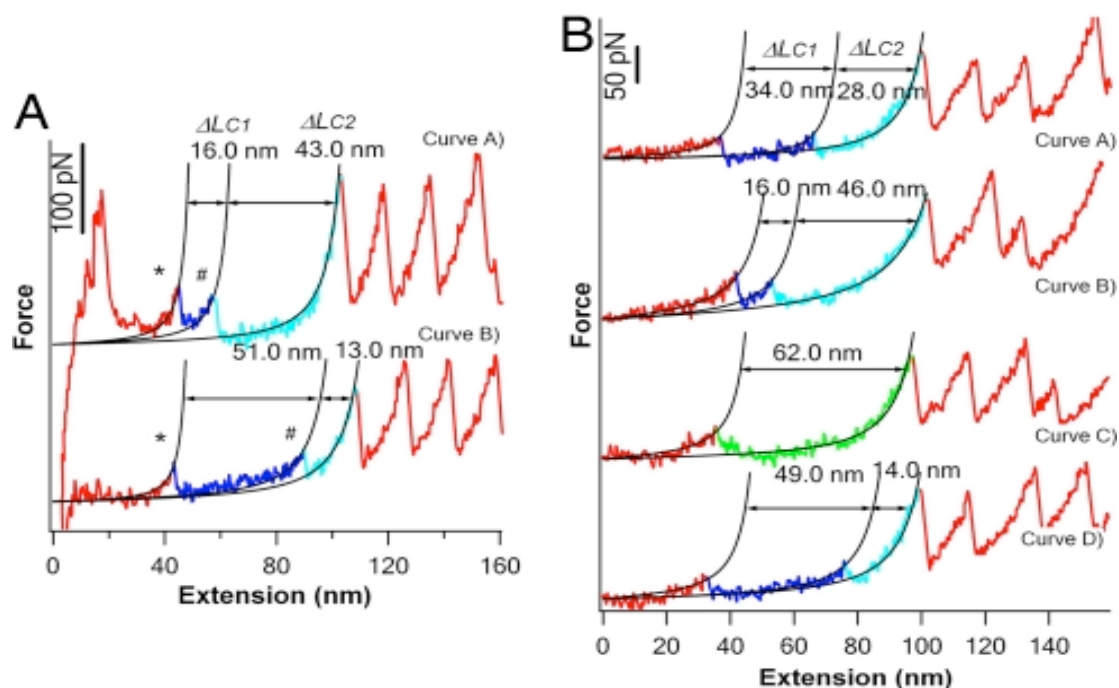 A
100 pN
ΔLC1 ΔLC2
16.0 nm 43.0 nm
Curve A)
*
#
Curve B)
51.0 nm 13.0 nm
*
#
Force
0 40 80 120 160
Extension (nm)
B
50 pN
ΔLC1 ΔLC2
34.0 nm 28.0 nm
Curve A)
16.0 nm 46.0 nm
Curve B)
62.0 nm
Curve C)
49.0 nm 14.0 nm
Curve D)
Force
0 20 40 60 80 100 120 140
Extension (nm)